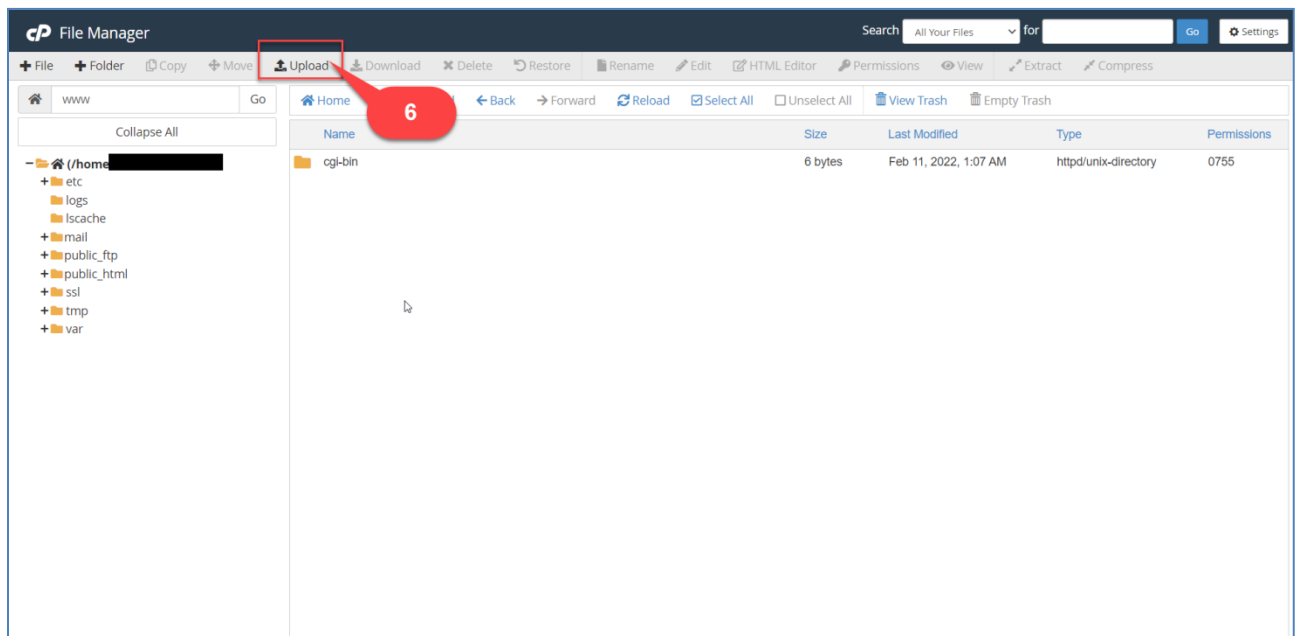 cP File Manager Search All Your Files for Go Settings
+ File + Folder Copy Move Upload Download Delete Restore Rename Edit HTML Editor Permissions View Extract Compress
www Go Home Back Forward Reload Select All Unselect All View Trash Empty Trash
6
Collapse All Name Size Last Modified Type Permissions
(/home cgi-bin 6 bytes Feb 11, 2022, 1:07 AM httpd/unix-directory 0755
etc
logs
lscache
mail
public_ftp
public_html
ssl
tmp
var